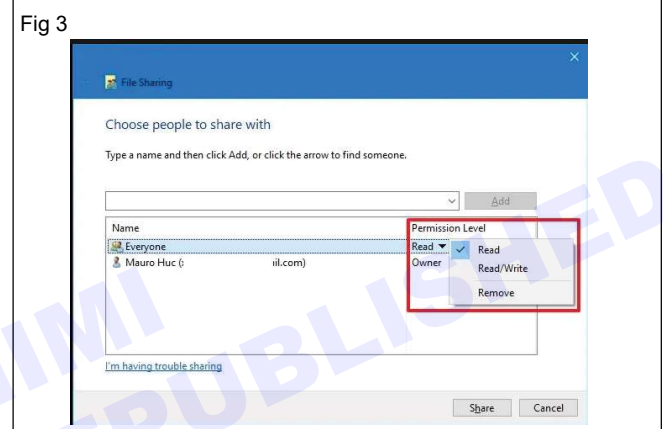 Fig 3
File Sharing
Choose people to share with
Type a name and then click Add, or click the arrow to find someone.
Add
Name Permission Level
Everyone Read
Read
Mauro Huc (: il.com) Owner
Read/Write
Remove
I'm having trouble sharing
Share Cancel
NIMI
PUBLISHED